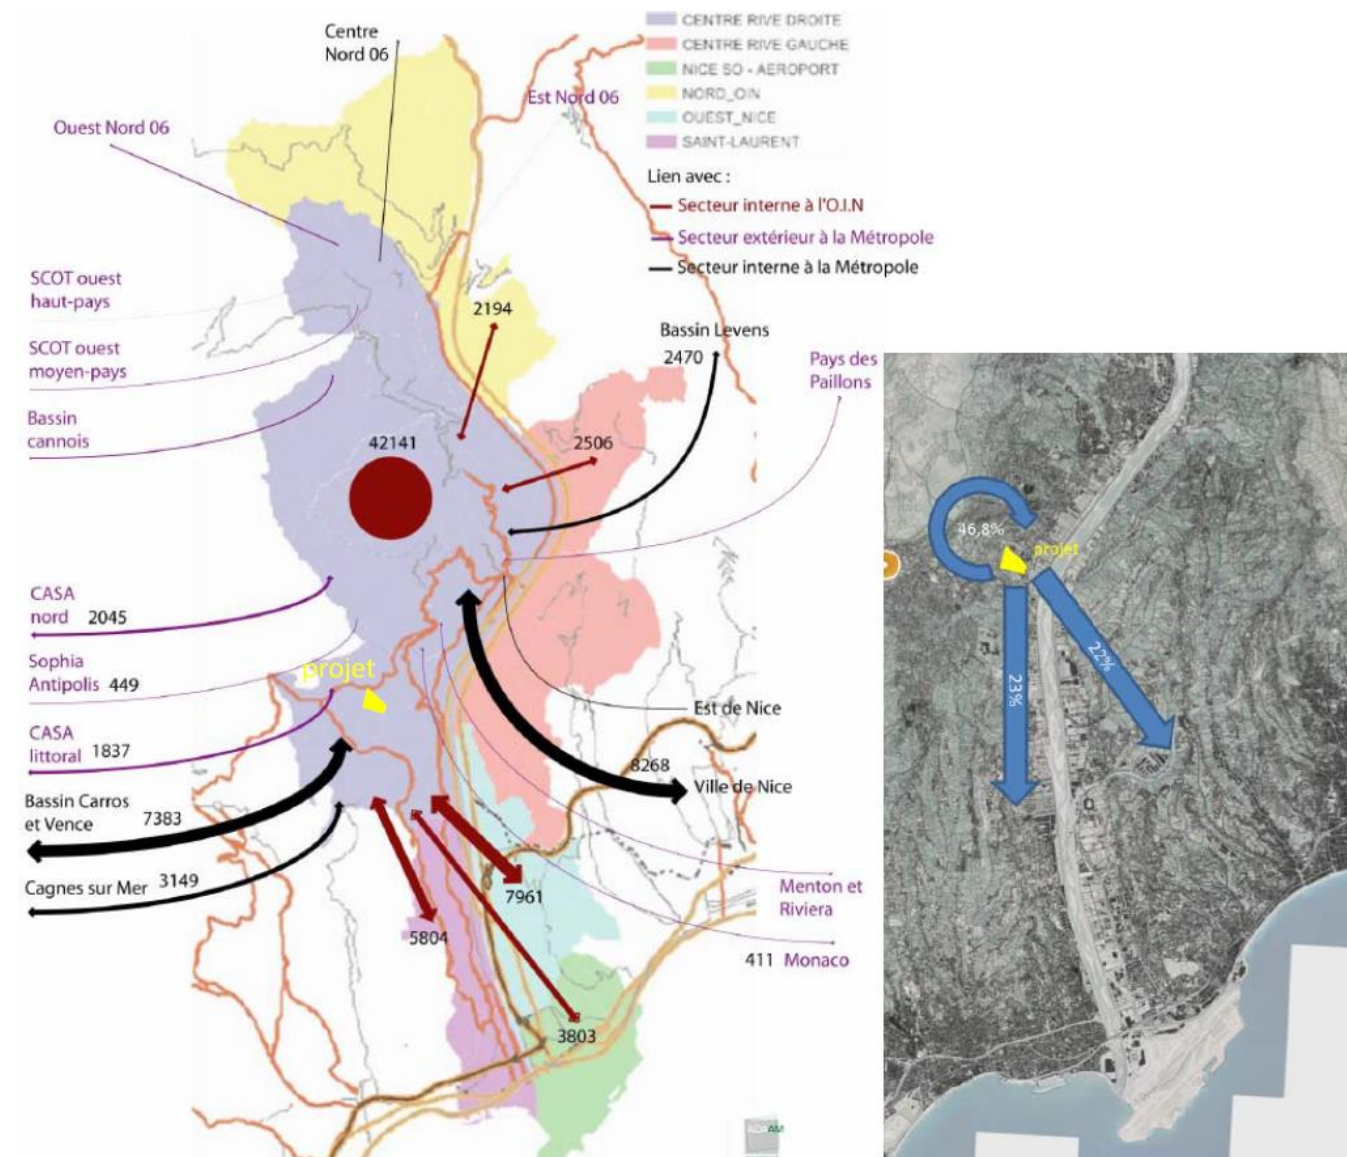 Centre
Nord 06
CENTRE RIVE DROITE
CENTRE RIVE GAUCHE
NICE SO - AEROPORT
NORD_OIN
OUEST_NICE
SAINT-LAURENT
Est Nord 06
Ouest Nord 06
Lien avec :
Secteur interne à l'O.I.N
Secteur extérieur à la Métropole
Secteur interne à la Métropole
SCOT ouest
haut-pays
2194
SCOT ouest
moyen-pays
Bassin Levens
2470
Pays des
Paillons
Bassin
cannois
42141
2506
46,8%
projet
22%
23%
CASA
nord 2045
Sophia
Antipolis 449
projet
CASA
littoral 1837
Est de Nice
8268
Ville de Nice
Bassin Carros
et Vence 7383
Cagnes sur Mer 3149
7961
5804
Menton et
Riviera
411 Monaco
3803